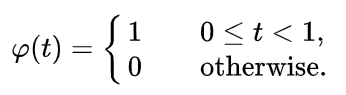 φ(t) = { 1 0 ≤ t < 1,
0 otherwise.